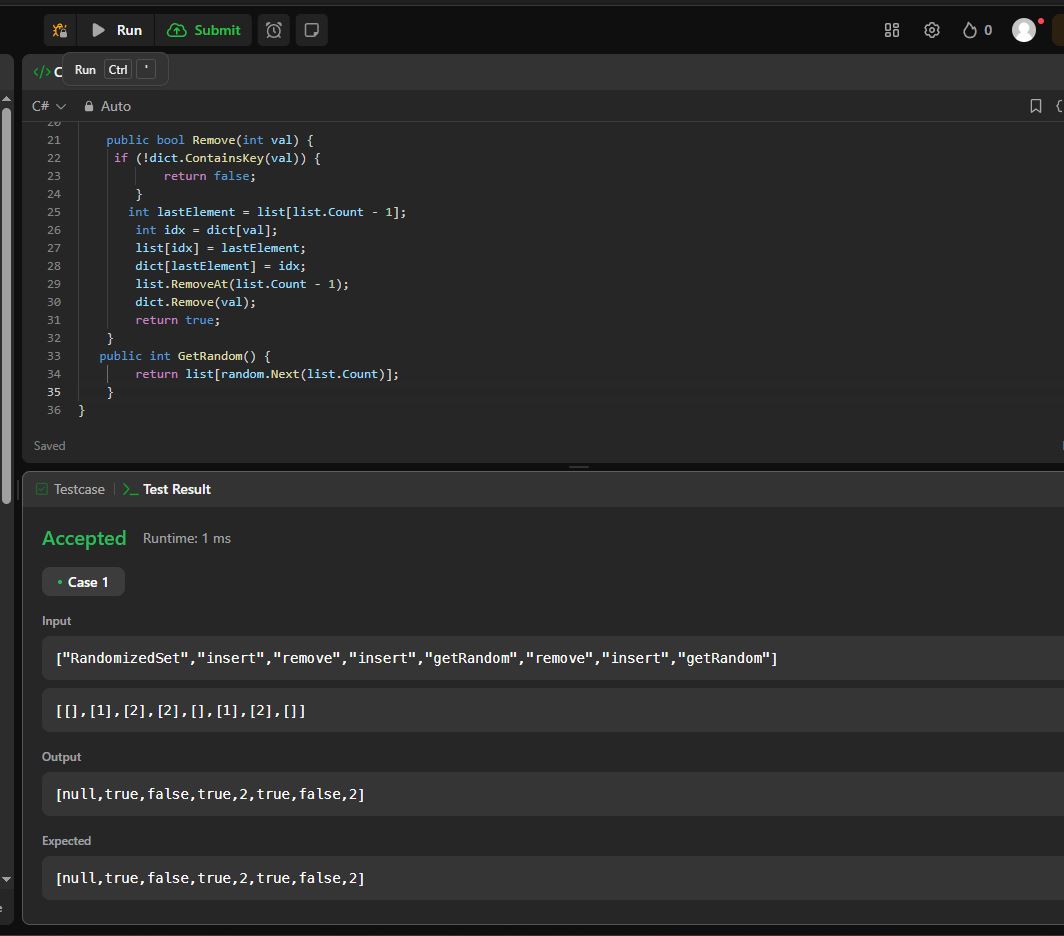 Run Submit 0
</> C
Run Ctrl '
C# Auto
20
21 public bool Remove(int val) {
22 if (!dict.ContainsKey(val)) {
23 return false;
24 }
25 int lastElement = list[list.Count - 1];
26 int idx = dict[val];
27 list[idx] = lastElement;
28 dict[lastElement] = idx;
29 list.RemoveAt(list.Count - 1);
30 dict.Remove(val);
31 return true;
32 }
33 public int GetRandom() {
34 return list[random.Next(list.Count)];
35 }
36 }
Saved
Testcase | >_ Test Result
Accepted Runtime: 1 ms
• Case 1
Input
["RandomizedSet","insert","remove","insert","getRandom","remove","insert","getRandom"]
[[],[1],[2],[2],[],[1],[2],[]]
Output
[null,true,false,true,2,true,false,2]
Expected
[null,true,false,true,2,true,false,2]